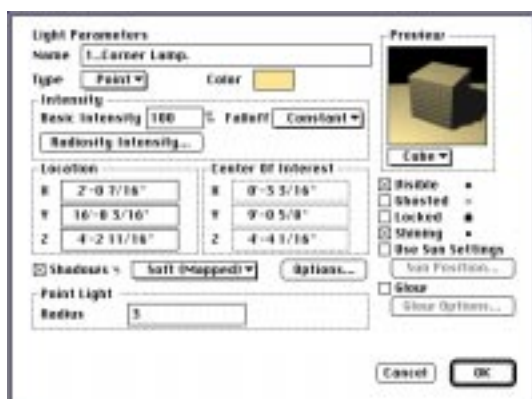 Light Parameters
Name 1..Corner Lamp.
Type Point Color
Intensity
Basic Intensity 100 % Falloff Constant
Radiosity Intensity...
Location
X 2'-0 7/16"
Y 16'-0 3/16"
Z 4'-2 11/16"
Center Of Interest
X 0'-3 3/16"
Y 9'-0 5/8"
Z 4'-4 1/16"
Shadows Soft (Mapped) Options...
Point Light
Radius 3
Preview
Cube
Visible
Ghosted
Locked
Shining
Use Sun Settings
Sun Position...
Glow
Glow Options...
Cancel OK